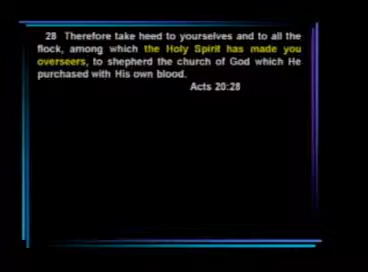 28 Therefore take heed to yourselves and to all the
flock, among which the Holy Spirit has made you
overseers, to shepherd the church of God which He
purchased with His own blood.
Acts 20:28